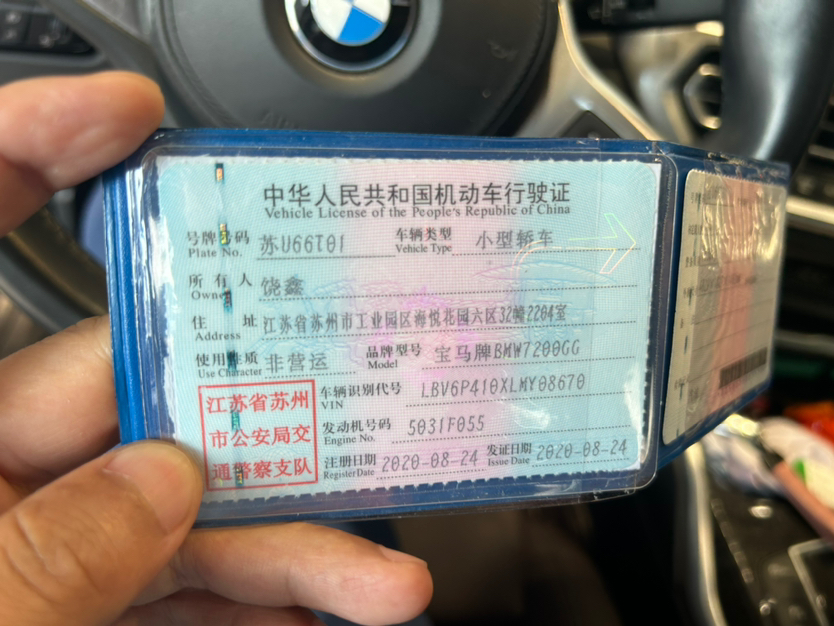 中华人民共和国机动车行驶证
Vehicle License of the People's Republic of China
号牌号码 苏U66T01 车辆类型 小型轿车
Plate No. Vehicle Type
所有人 饶鑫
Owner
住址 江苏省苏州市工业园区海悦花园六区32幢2204室
Address
使用性质 非营运 品牌型号 宝马牌BMW7200GG
Use Character Model
江苏省苏州
市公安局交
通警察支队
车辆识别代号 LBV6P410XLMY08670
VIN
发动机号码 5031F055
Engine No.
注册日期 2020-08-24 发证日期 2020-08-24
Register Date Issue Date